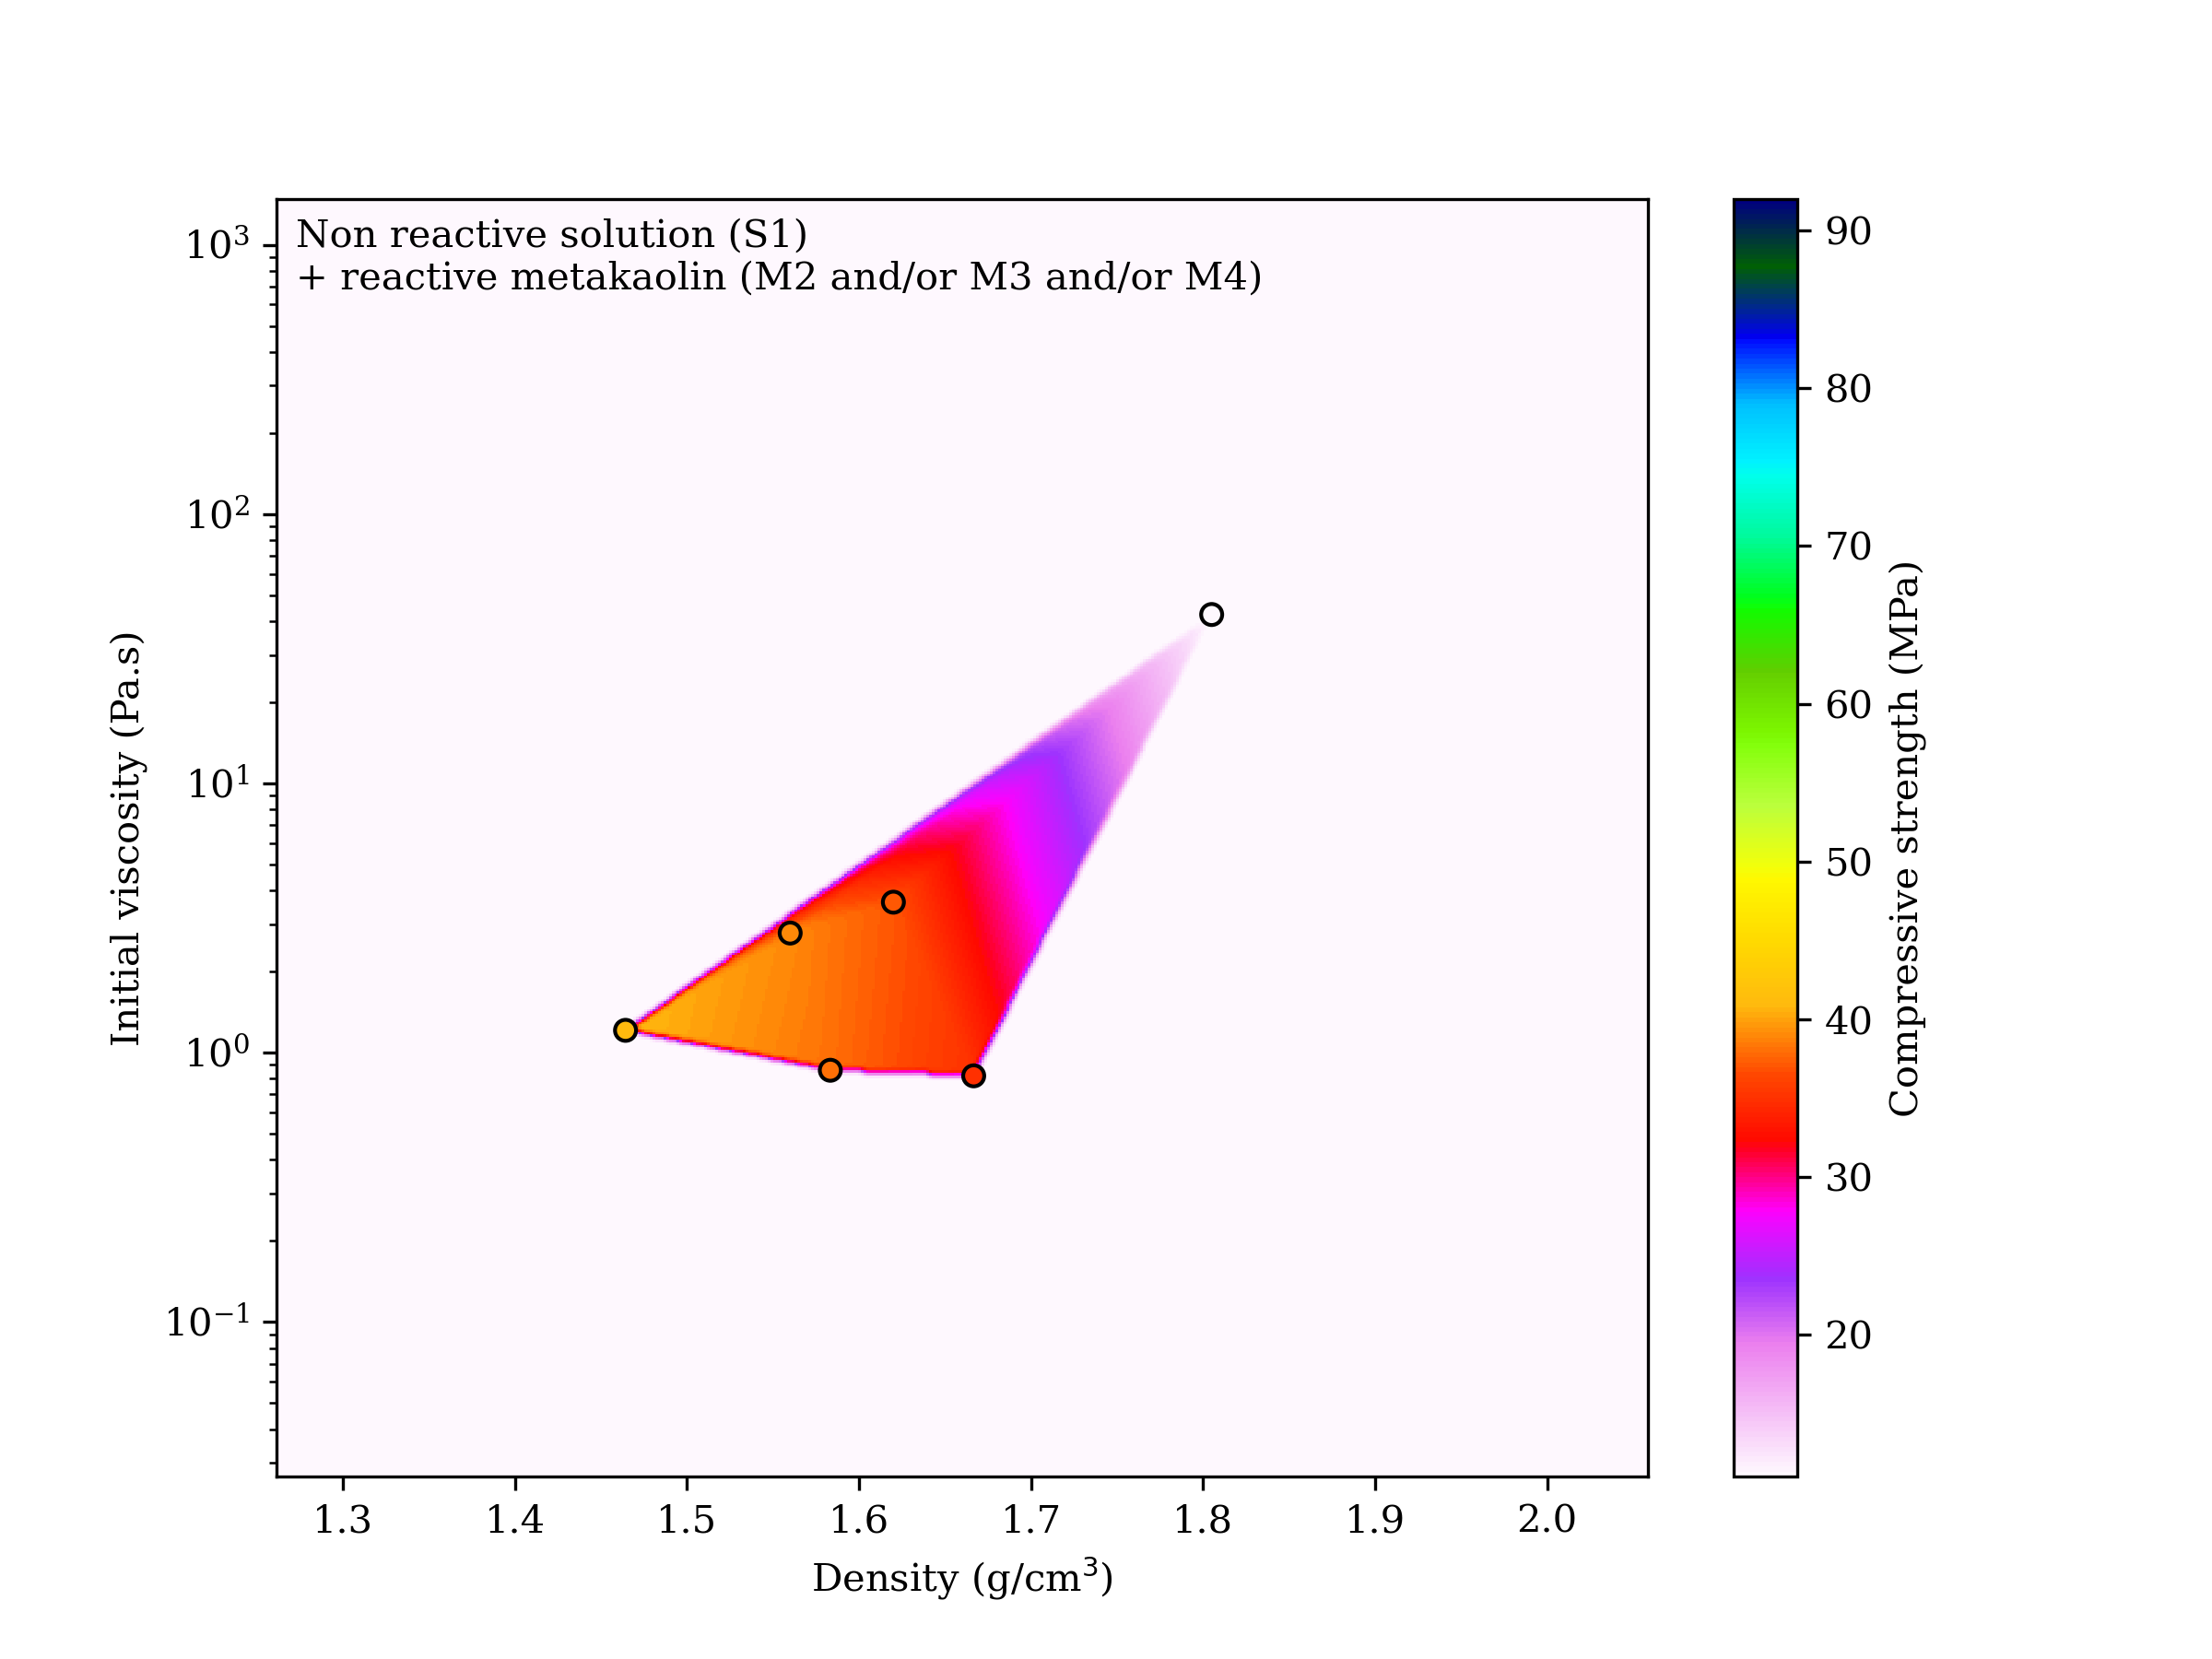 Non reactive solution (S1)
+ reactive metakaolin (M2 and/or M3 and/or M4)
10³
10²
10¹
10⁰
10⁻¹
Initial viscosity (Pa.s)
1.3 1.4 1.5 1.6 1.7 1.8 1.9 2.0
Density (g/cm³)
90
80
70
60
50
40
30
20
Compressive strength (MPa)